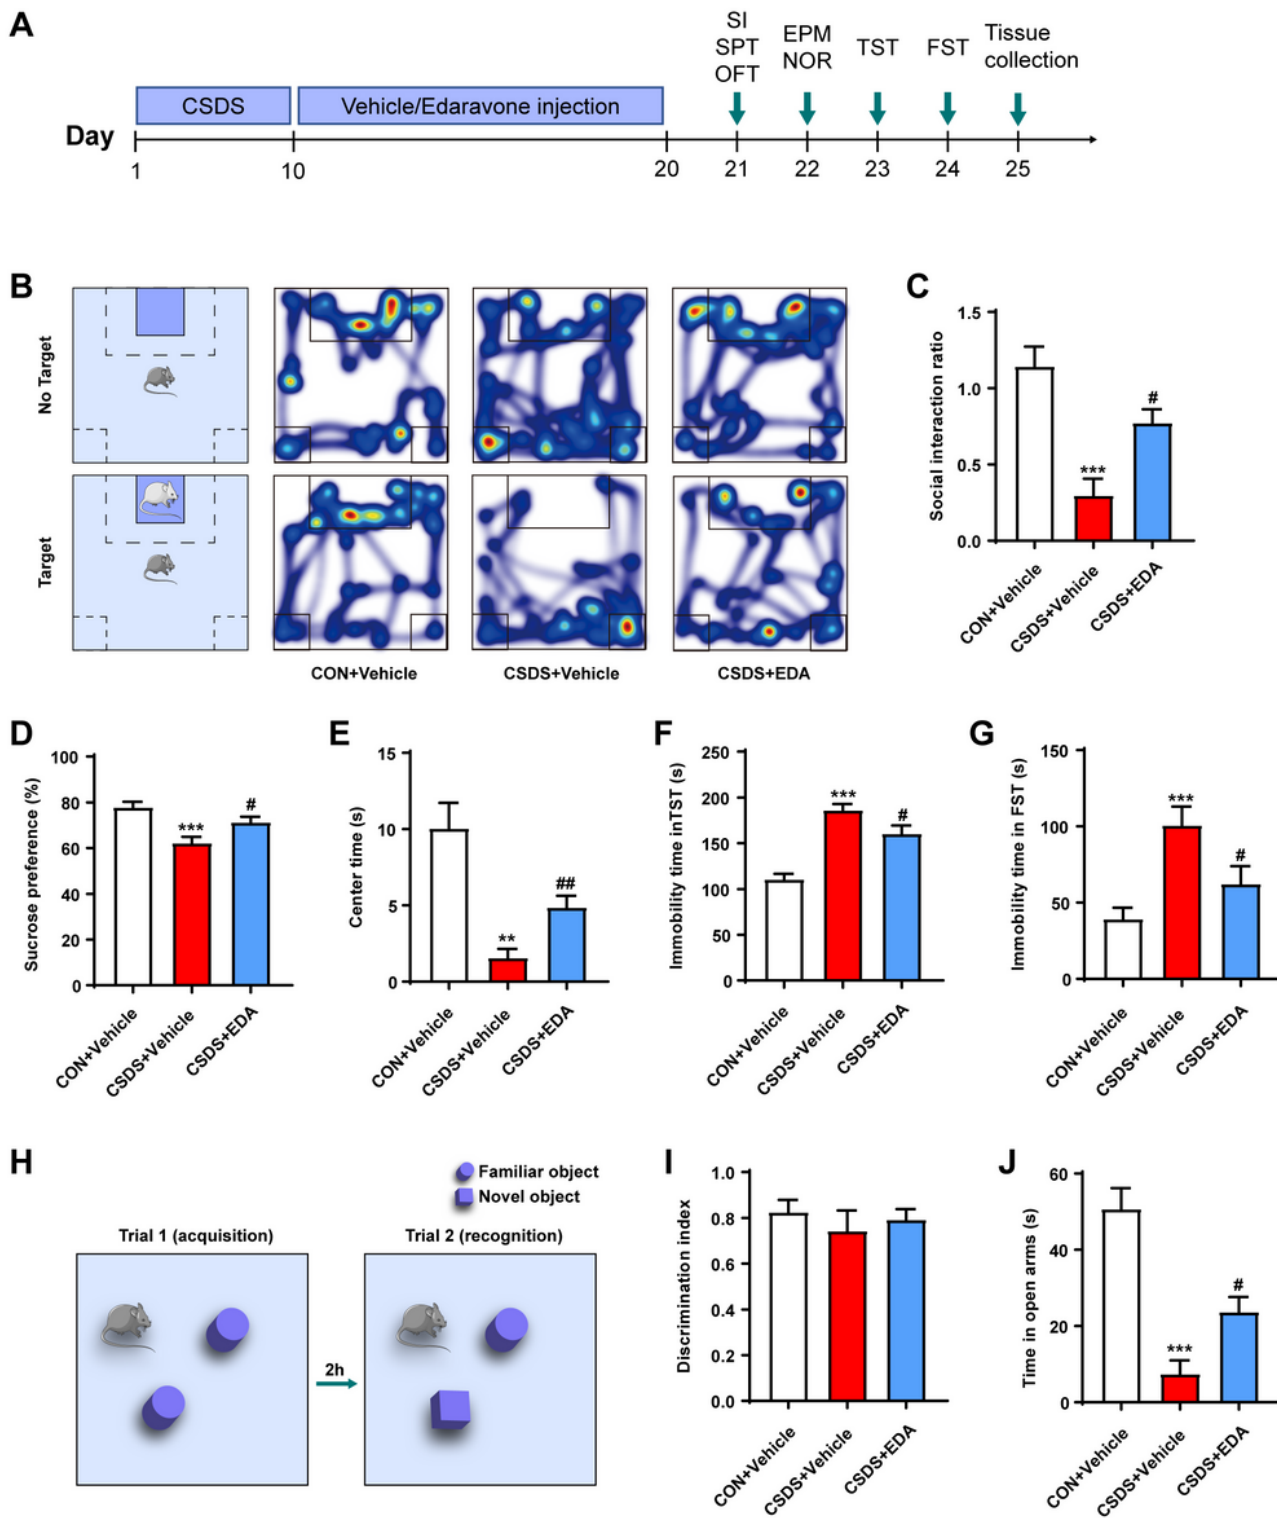 A
SI
SPT
OFT
EPM
NOR
TST
FST
Tissue
collection
CSDS
Vehicle/Edaravone injection
Day
1
10
20
21
22
23
24
25
B
No Target
Target
CON+Vehicle
CSDS+Vehicle
CSDS+EDA
C
Social interaction ratio
1.5
1.0
0.5
0.0
***
#
CON+Vehicle
CSDS+Vehicle
CSDS+EDA
D
Sucrose preference (%)
100
80
60
40
20
0
***
#
CON+Vehicle
CSDS+Vehicle
CSDS+EDA
E
Center time (s)
15
10
5
0
**
##
CON+Vehicle
CSDS+Vehicle
CSDS+EDA
F
Immobility time inTST (s)
250
200
150
100
50
0
***
#
CON+Vehicle
CSDS+Vehicle
CSDS+EDA
G
Immobility time in FST (s)
150
100
50
0
***
#
CON+Vehicle
CSDS+Vehicle
CSDS+EDA
H
Familiar object
Novel object
Trial 1 (acquisition)
Trial 2 (recognition)
2h
I
Discrimination index
1.0
0.8
0.6
0.4
0.2
0.0
CON+Vehicle
CSDS+Vehicle
CSDS+EDA
J
Time in open arms (s)
60
40
20
0
***
#
CON+Vehicle
CSDS+Vehicle
CSDS+EDA